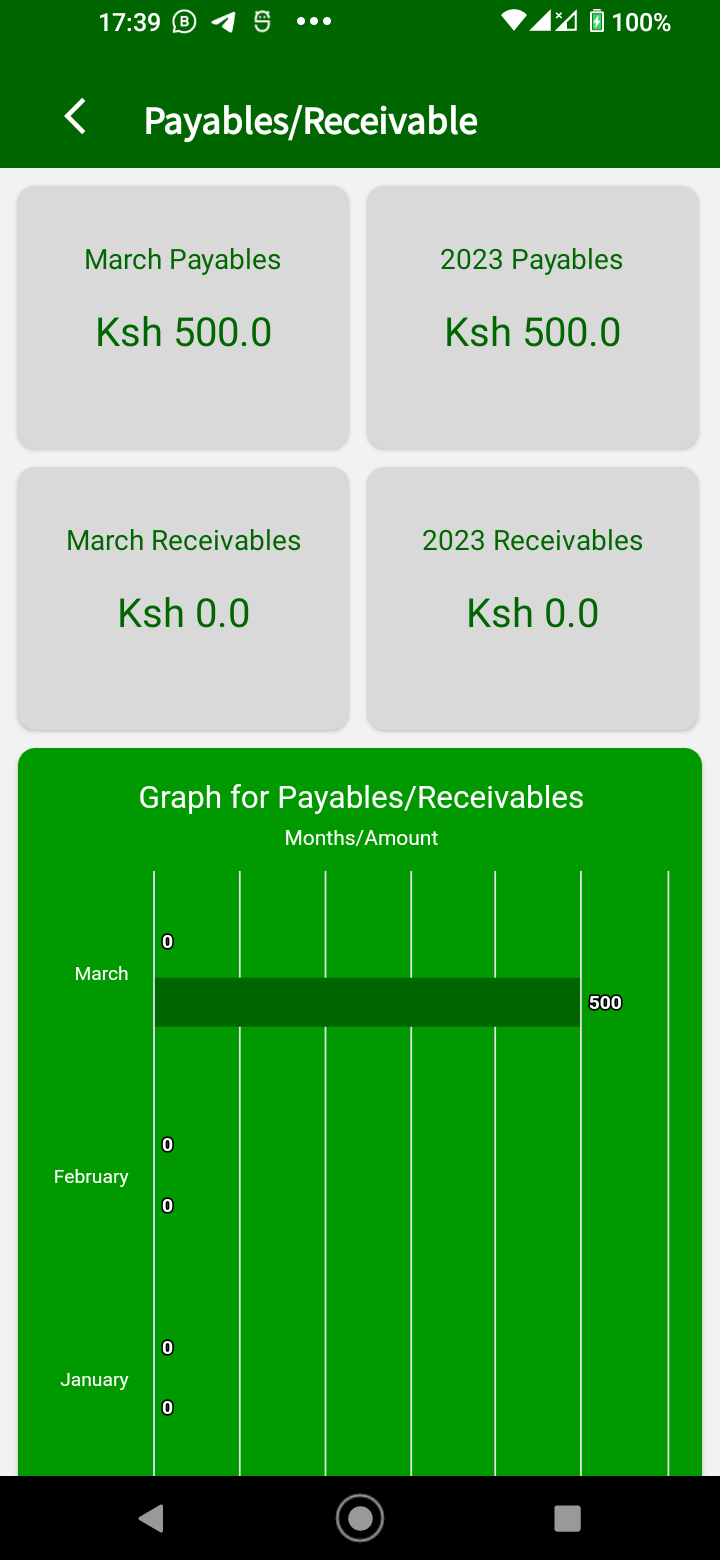 17:39 100%
Payables/Receivable
March Payables
Ksh 500.0
2023 Payables
Ksh 500.0
March Receivables
Ksh 0.0
2023 Receivables
Ksh 0.0
Graph for Payables/Receivables
Months/Amount
0
March
500
0
February
0
0
January
0